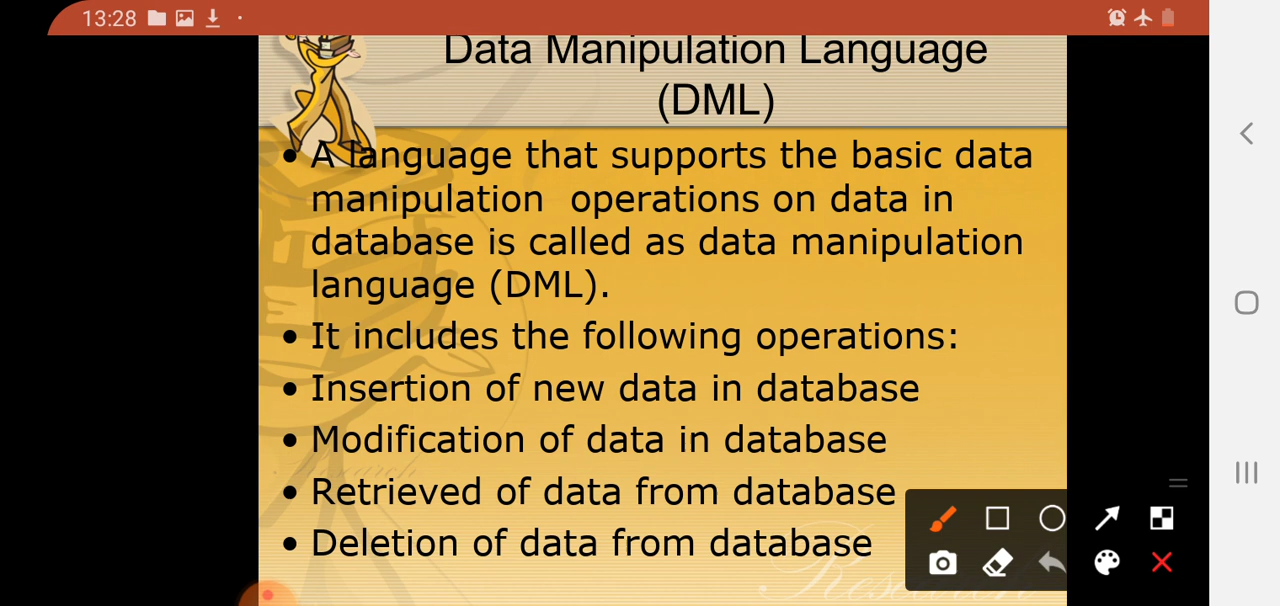 13:28
Data Manipulation Language
(DML)
• A language that supports the basic data
manipulation operations on data in
database is called as data manipulation
language (DML).
• It includes the following operations:
• Insertion of new data in database
• Modification of data in database
• Retrieved of data from database
• Deletion of data from database
Research
Research